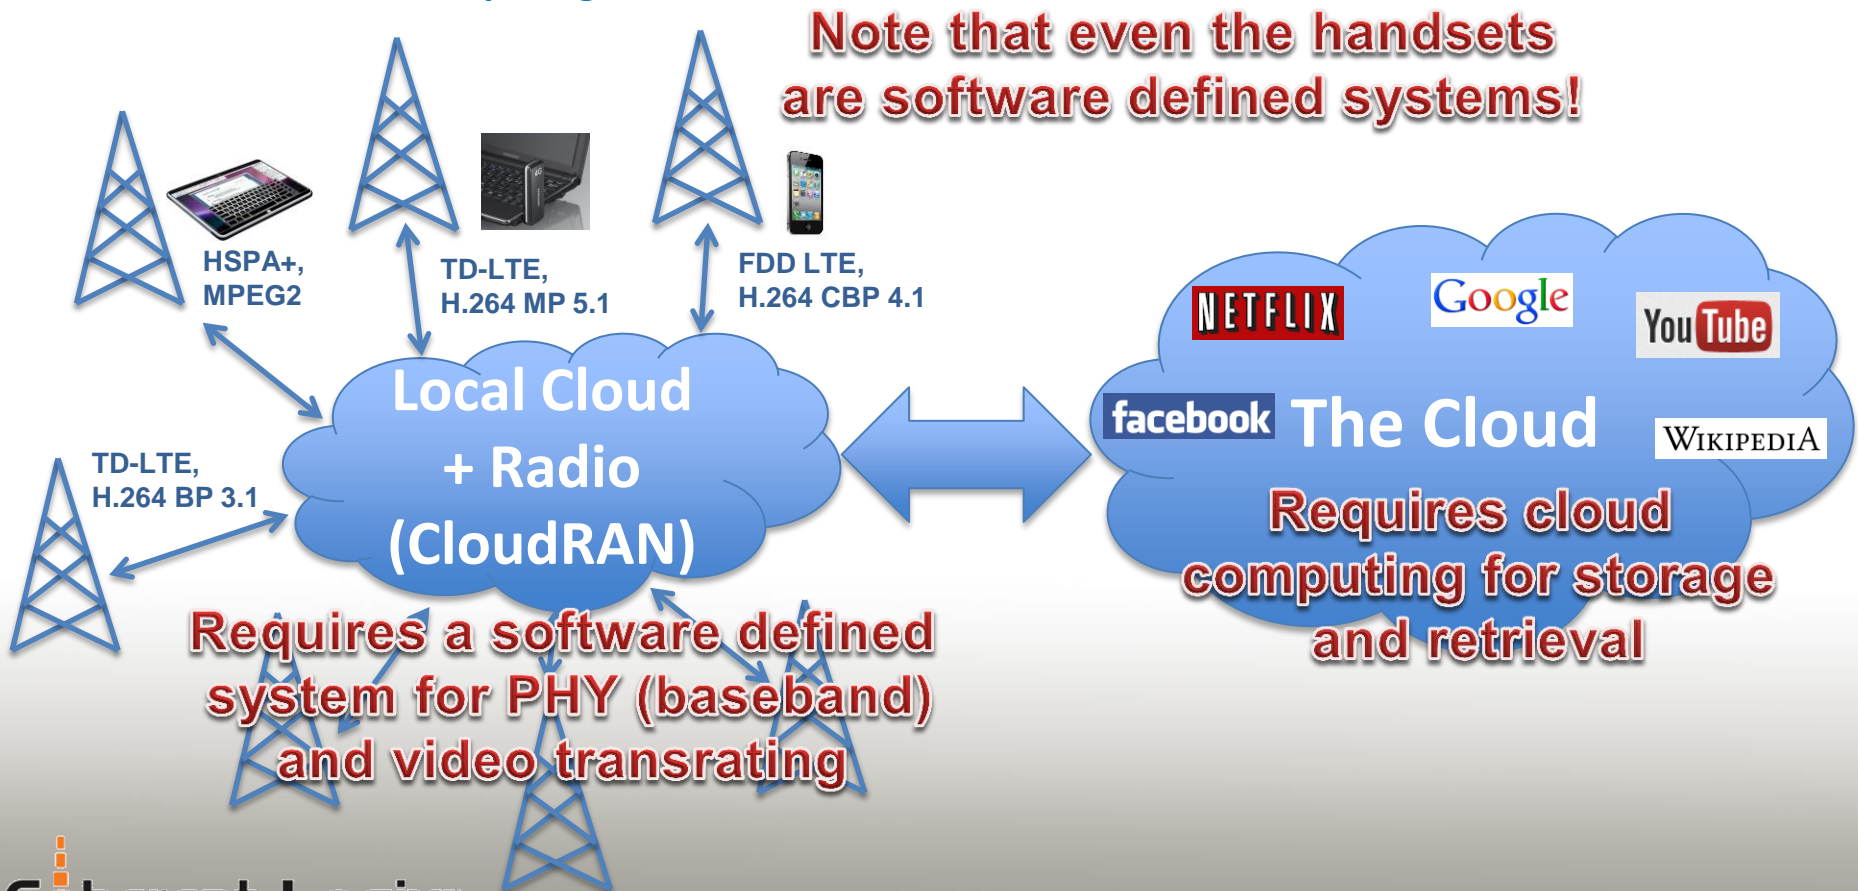 Note that even the handsets
are software defined systems!
HSPA+,
MPEG2
TD-LTE,
H.264 MP 5.1
FDD LTE,
H.264 CBP 4.1
TD-LTE,
H.264 BP 3.1
Local Cloud
+ Radio
(CloudRAN)
NETFLIX
Google
YouTube
facebook
The Cloud
WIKIPEDIA
Requires cloud
computing for storage
and retrieval
Requires a software defined
system for PHY (baseband)
and video transrating